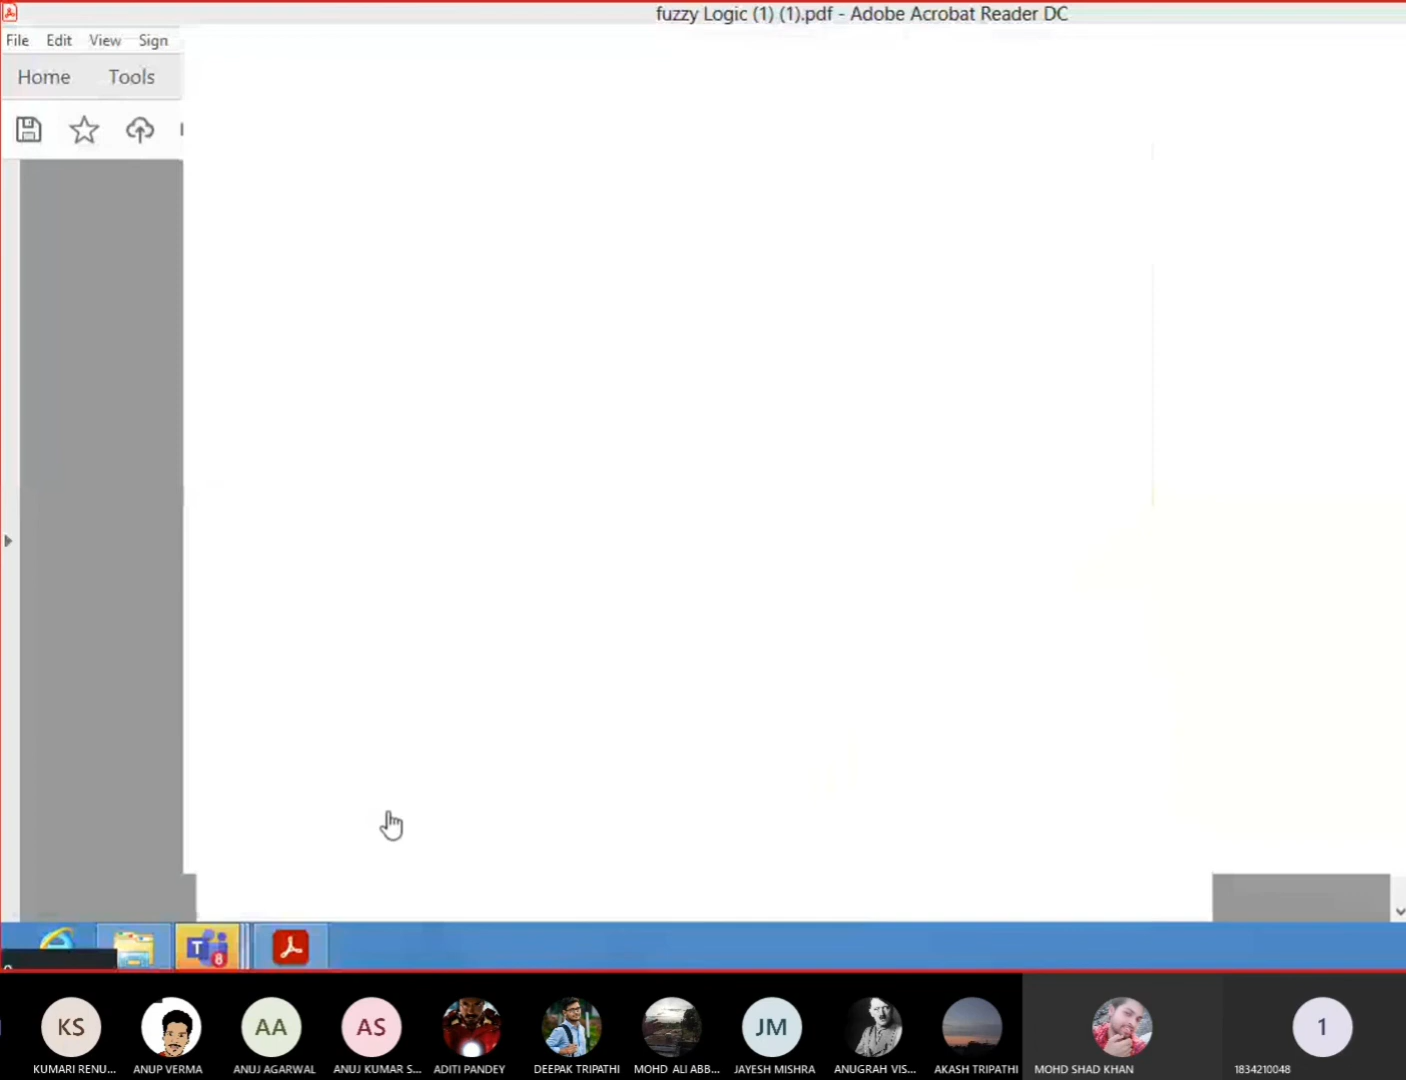 fuzzy Logic (1) (1).pdf - Adobe Acrobat Reader DC
File Edit View Sign
Home Tools
T 8
KS AA AS JM 1
KUMARI RENU... ANUP VERMA ANUJ AGARWAL ANUJ KUMAR S... ADITI PANDEY DEEPAK TRIPATHI MOHD ALI ABB... JAYESH MISHRA ANUGRAH VIS... AKASH TRIPATHI MOHD SHAD KHAN 1834210048